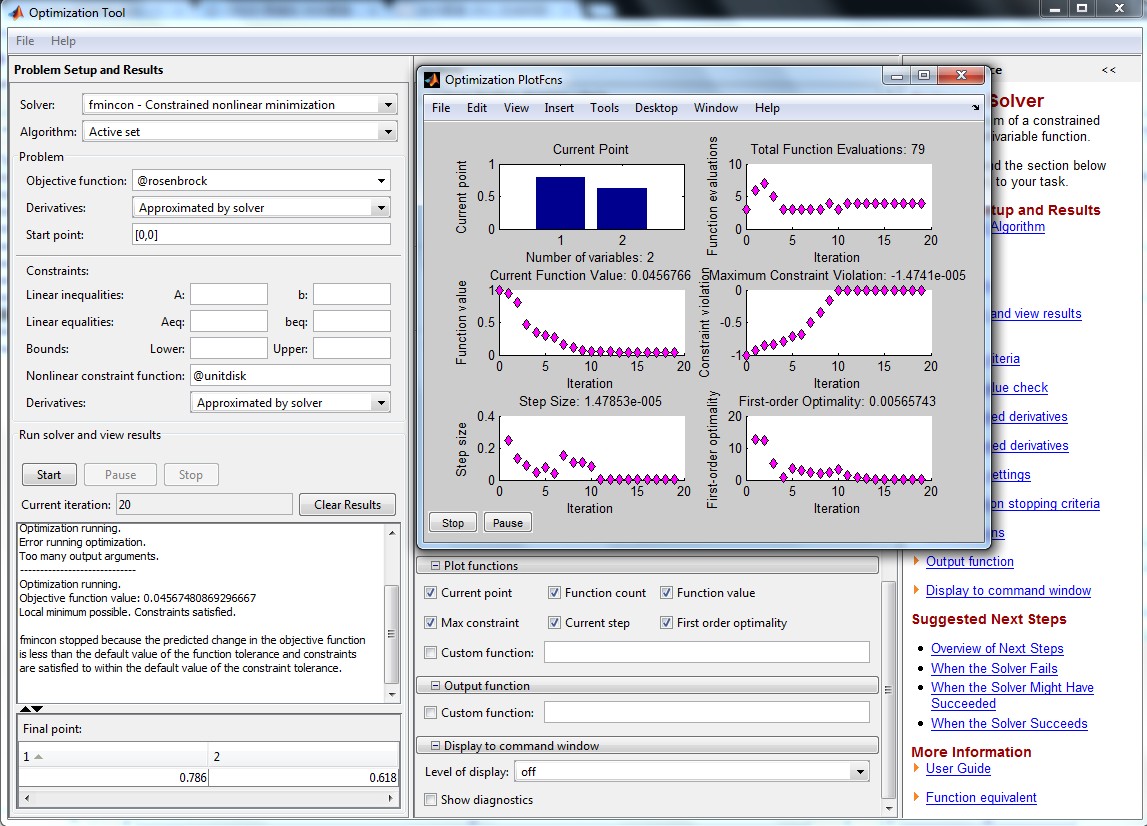 Optimization Tool
File Help
Problem Setup and Results
Solver: fmincon - Constrained nonlinear minimization
Algorithm: Active set
Problem
Objective function: @rosenbrock
Derivatives: Approximated by solver
Start point: [0,0]
Constraints:
Linear inequalities: A: b:
Linear equalities: Aeq: beq:
Bounds: Lower: Upper:
Nonlinear constraint function: @unitdisk
Derivatives: Approximated by solver
Run solver and view results
Start Pause Stop
Current iteration: 20 Clear Results
Optimization running.
Error running optimization.
Too many output arguments.
----------------------------
Optimization running.
Objective function value: 0.04567480869296667
Local minimum possible. Constraints satisfied.
fmincon stopped because the predicted change in the objective function
is less than the default value of the function tolerance and constraints
are satisfied to within the default value of the constraint tolerance.
Final point:
1 2
0.786 0.618
Optimization PlotFcns
File Edit View Insert Tools Desktop Window Help
Current Point
Current point
1
0.5
0
1 2
Number of variables: 2
Total Function Evaluations: 79
Function evaluations
10
5
0
0 5 10 15 20
Iteration
Current Function Value: 0.0456766
Function value
1
0.5
0
0 5 10 15 20
Iteration
Maximum Constraint Violation: -1.4741e-005
Constraint violation
0
-0.5
-1
0 5 10 15 20
Iteration
Step Size: 1.47853e-005
Step size
0.4
0.2
0
0 5 10 15 20
Iteration
First-order Optimality: 0.00565743
First-order optimality
20
10
0
0 5 10 15 20
Iteration
Stop Pause
Plot functions
Current point Function count Function value
Max constraint Current step First order optimality
Custom function:
Output function
Custom function:
Display to command window
Level of display: off
Show diagnostics
ce <<
Solver
m of a constrained
ivariable function.
d the section below
to your task.
tup and Results
Algorithm
and view results
iteria
lue check
ed derivatives
ed derivatives
ettings
on stopping criteria
ns
Output function
Display to command window
Suggested Next Steps
Overview of Next Steps
When the Solver Fails
When the Solver Might Have
Succeeded
When the Solver Succeeds
More Information
User Guide
Function equivalent